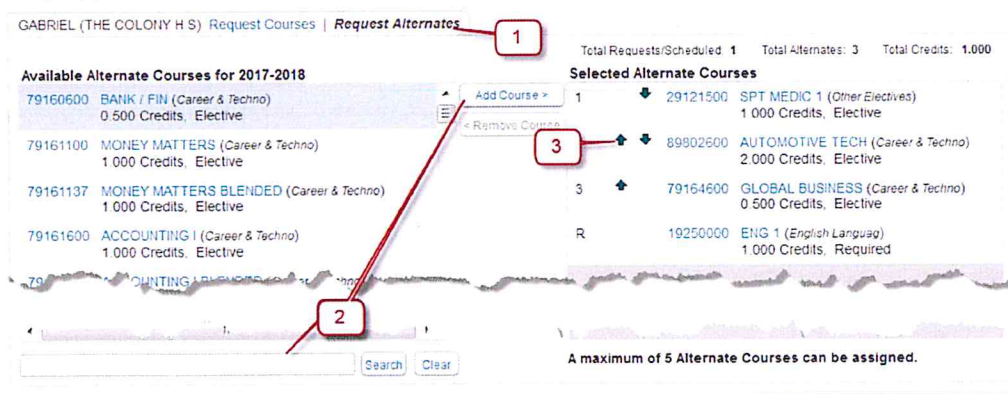 GABRIEL (THE COLONY H S) Request Courses | Request Alternates
1
Total Requests/Scheduled: 1 Total Alternates: 3 Total Credits: 1.000
Available Alternate Courses for 2017-2018
79160600 BANK / FIN (Career & Techno)
0.500 Credits, Elective
79161100 MONEY MATTERS (Career & Techno)
1.000 Credits, Elective
79161137 MONEY MATTERS BLENDED (Career & Techno)
1.000 Credits, Elective
79161600 ACCOUNTING I (Career & Techno)
1.000 Credits, Elective
Add Course >
< Remove Course
Selected Alternate Courses
1 29121500 SPT MEDIC 1 (Other Electives)
1.000 Credits, Elective
3
89802600 AUTOMOTIVE TECH (Career & Techno)
2.000 Credits, Elective
3 79164600 GLOBAL BUSINESS (Career & Techno)
0.500 Credits, Elective
R 19250000 ENG 1 (English Languag)
1.000 Credits, Required
2
Search Clear
A maximum of 5 Alternate Courses can be assigned.